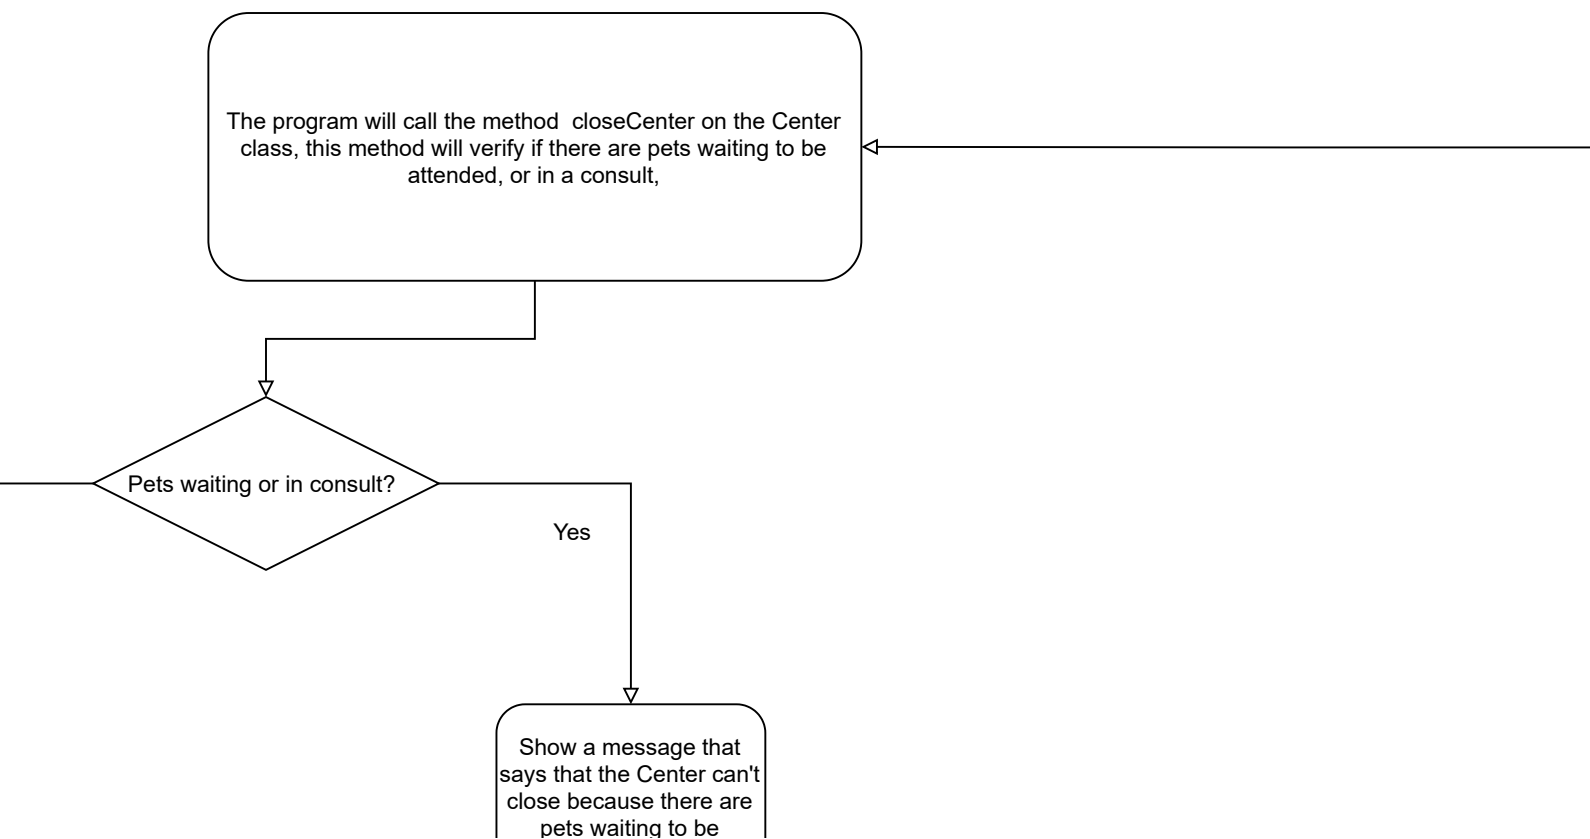 The program will call the method  closeCenter on the Center
class, this method will verify if there are pets waiting to be
attended, or in a consult,
Pets waiting or in consult?
Yes
Show a message that
says that the Center can't
close because there are
pets waiting to be